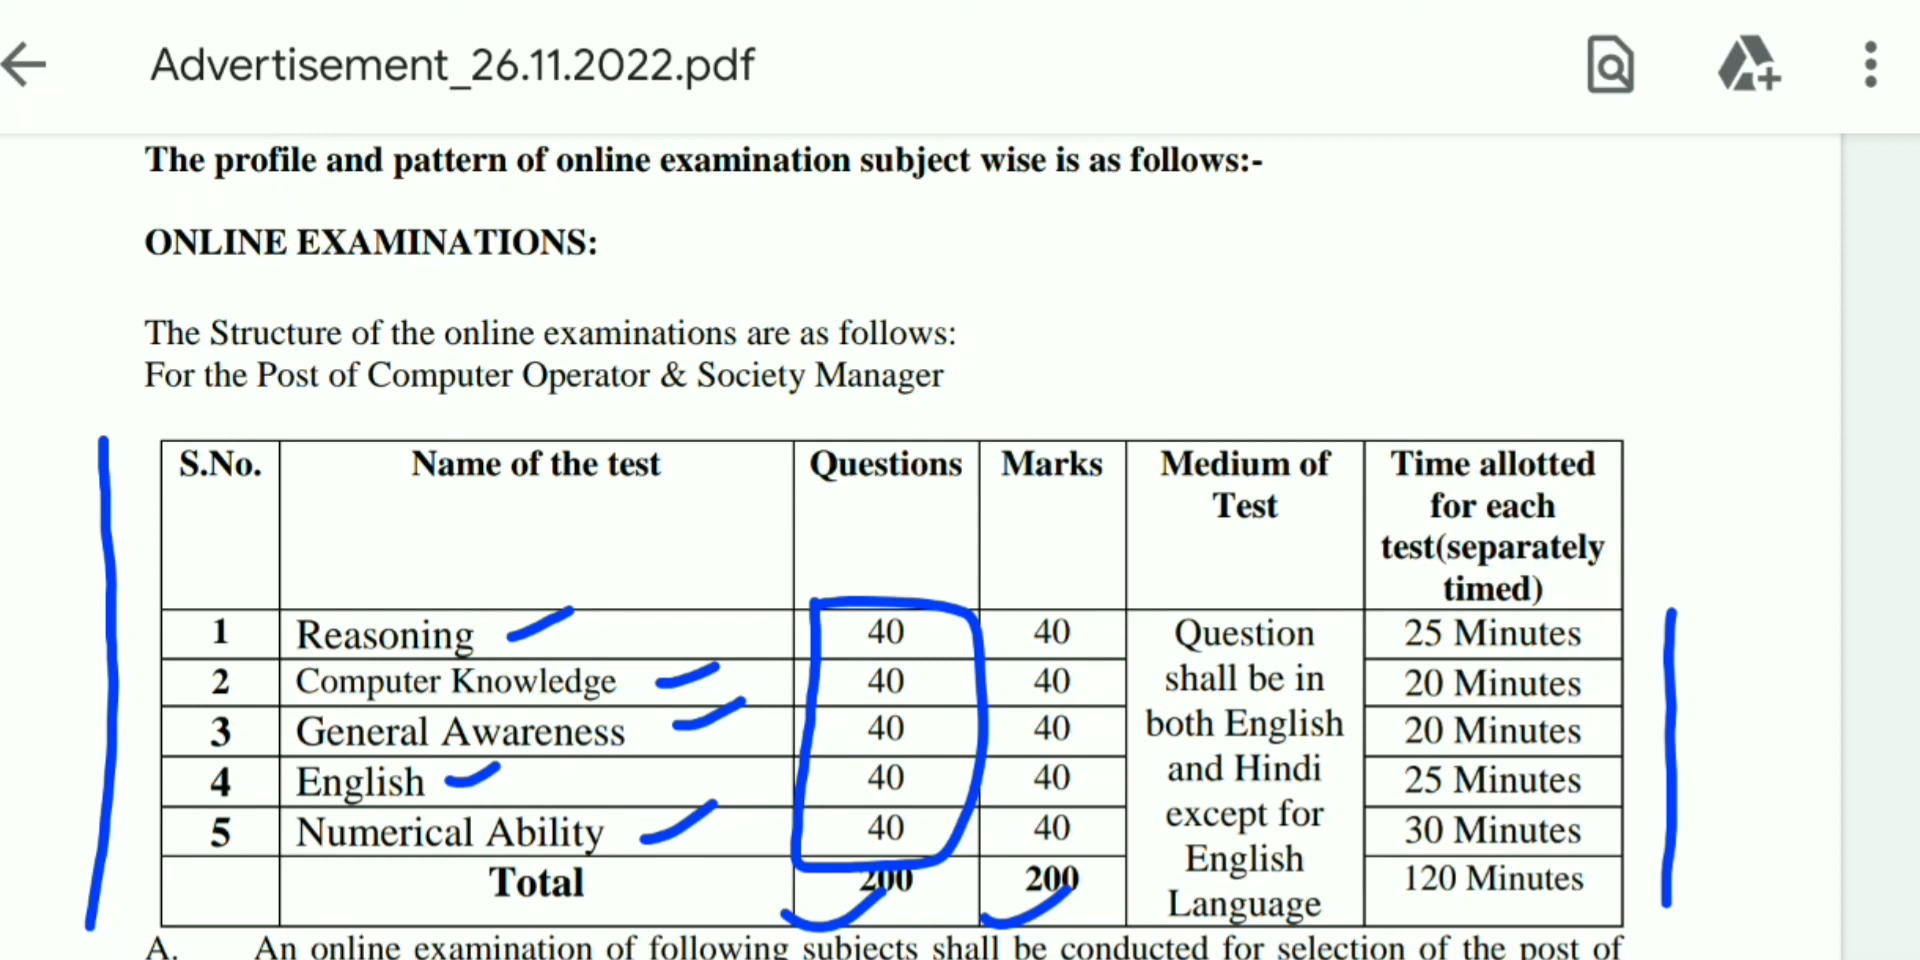 Advertisement_26.11.2022.pdf
The profile and pattern of online examination subject wise is as follows:-
ONLINE EXAMINATIONS:
The Structure of the online examinations are as follows:
For the Post of Computer Operator & Society Manager
S.No. Name of the test Questions Marks Medium of Test Time allotted for each test(separately timed)
1 Reasoning 40 40 Question shall be in both English and Hindi except for English Language 25 Minutes
2 Computer Knowledge 40 40 20 Minutes
3 General Awareness 40 40 20 Minutes
4 English 40 40 25 Minutes
5 Numerical Ability 40 40 30 Minutes
Total 200 200 120 Minutes
A. An online examination of following subjects shall be conducted for selection of the post of